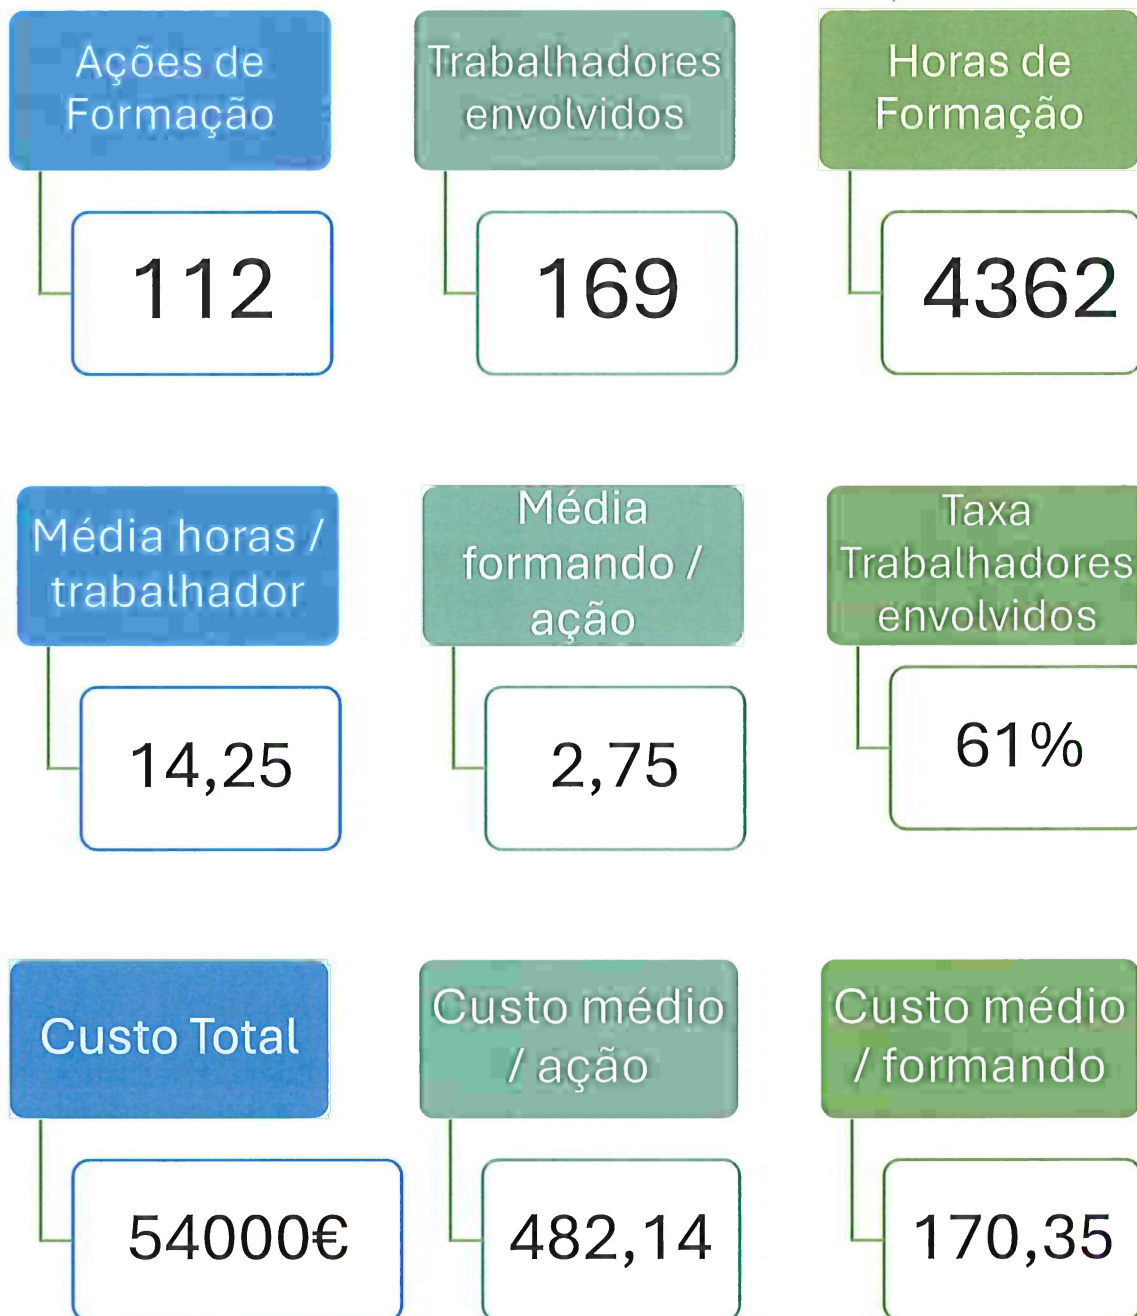 Ações de
Formação
112
Trabalhadores
envolvidos
169
Horas de
Formação
4362
Média horas /
trabalhador
14,25
Média
formando /
ação
2,75
Taxa
Trabalhadores
envolvidos
61%
Custo Total
54000€
Custo médio
/ ação
482,14
Custo médio
/ formando
170,35